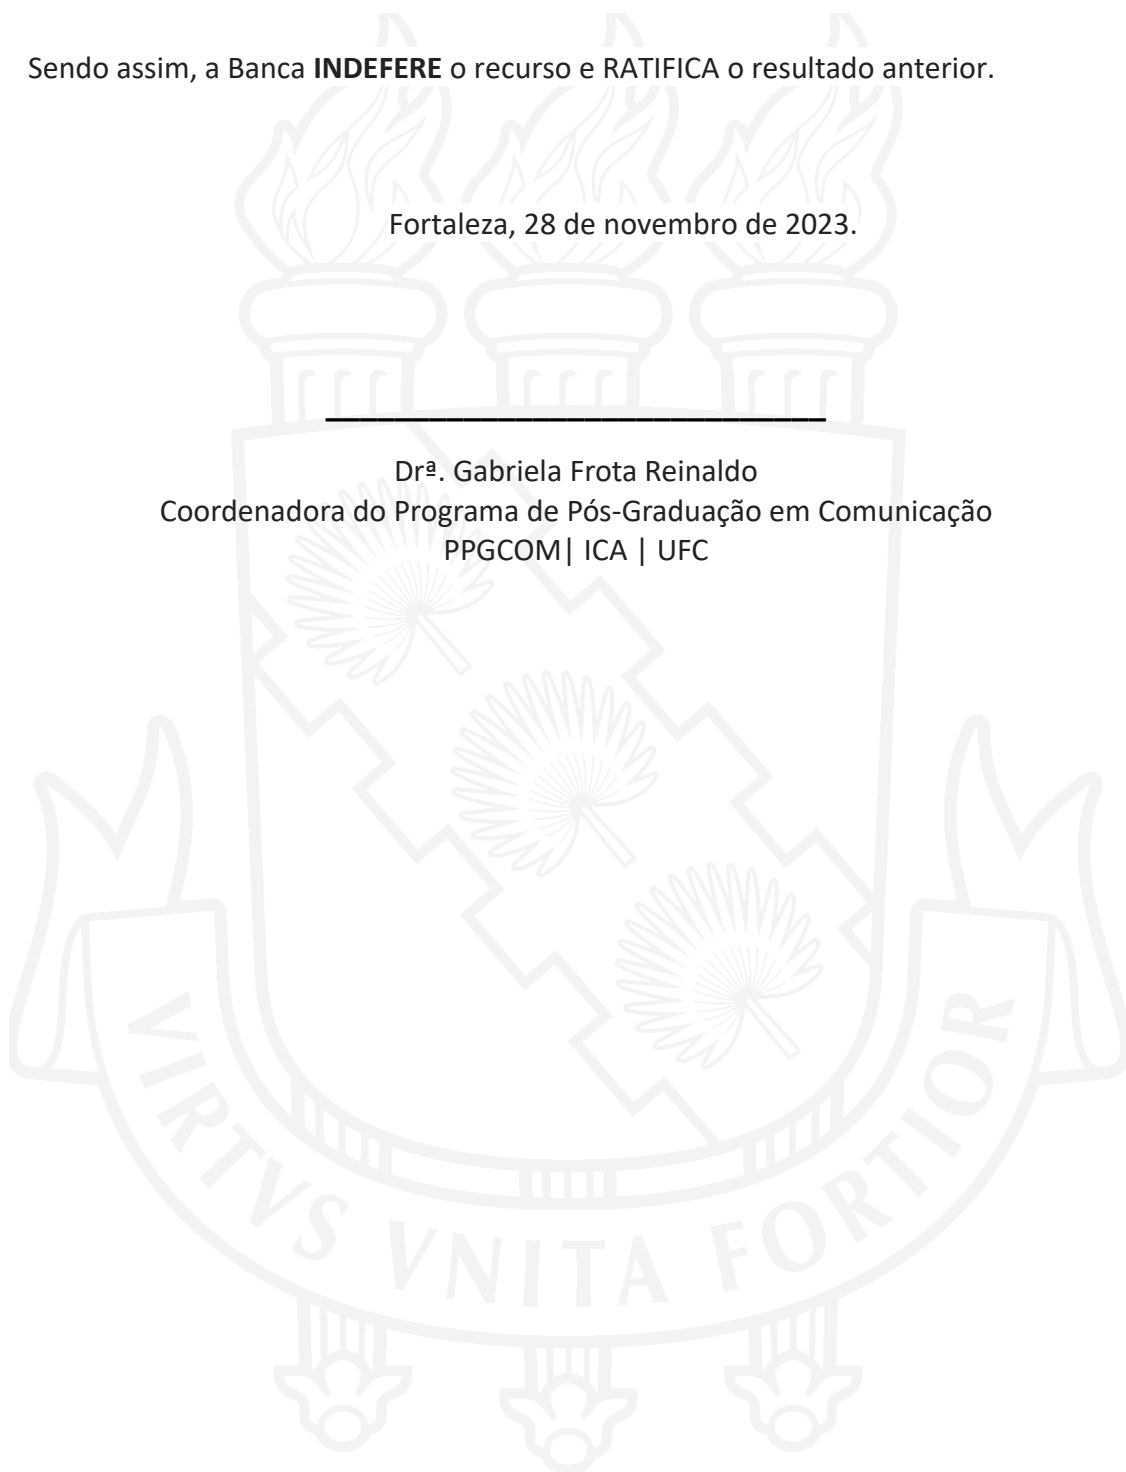 Sendo assim, a Banca INDEFERE o recurso e RATIFICA o resultado anterior.
Fortaleza, 28 de novembro de 2023.
Drª. Gabriela Frota Reinaldo
Coordenadora do Programa de Pós-Graduação em Comunicação
PPGCOM| ICA | UFC
VIRTVS VNITA FORTIOR